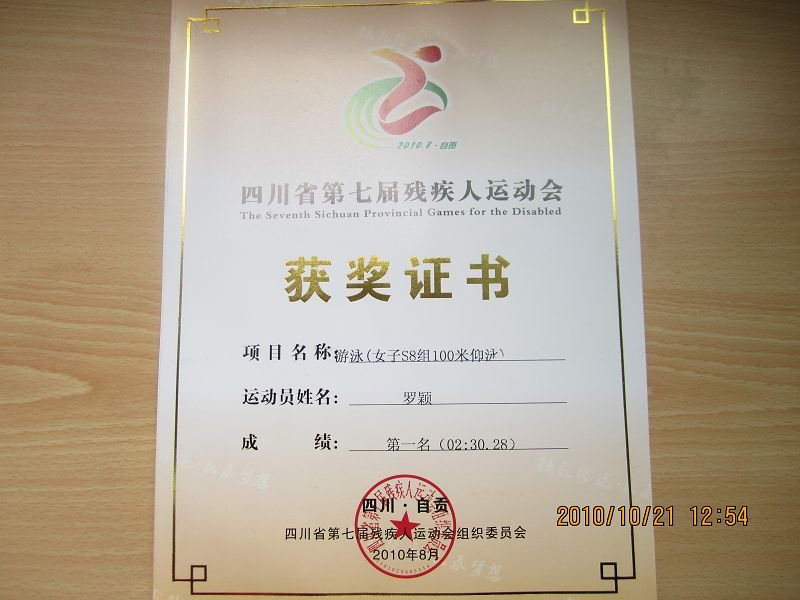 2010.8·自贡
四川省第七届残疾人运动会
The Seventh Sichuan Provincial Games for the Disabled
获奖证书
项目名称:游泳(女子S8组100米仰泳)
运动员姓名: 罗颖
成 绩: 第一名(02:30.28)
四川·自贡
四川省第七届残疾人运动会组织委员会
2010年8月
2010/10/21 12:54